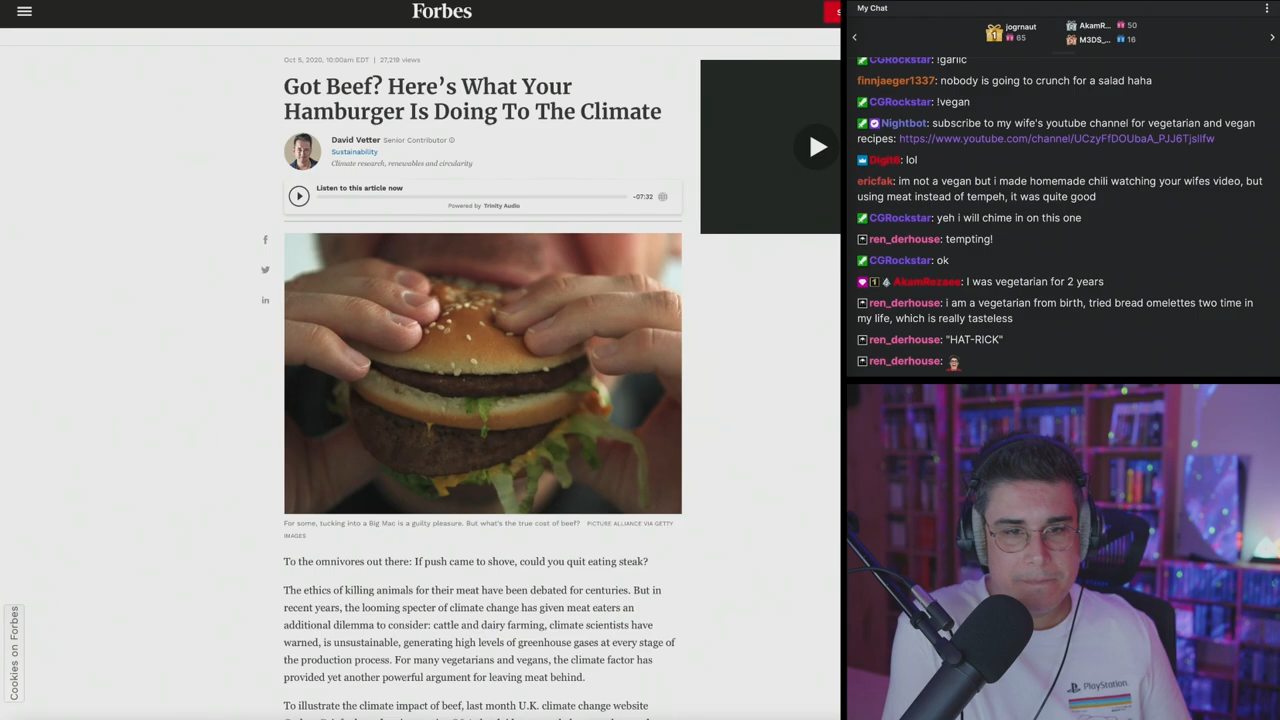 Forbes
Oct 5, 2020, 10:00am EDT | 27,219 views
Got Beef? Here's What Your
Hamburger Is Doing To The Climate
David Vetter Senior Contributor
Sustainability
Climate research, renewables and circularity
Listen to this article now
-07:32
Powered by Trinity Audio
For some, tucking into a Big Mac is a guilty pleasure. But what's the true cost of beef? PICTURE ALLIANCE VIA GETTY
IMAGES
To the omnivores out there: If push came to shove, could you quit eating steak?
The ethics of killing animals for their meat have been debated for centuries. But in
recent years, the looming specter of climate change has given meat eaters an
additional dilemma to consider: cattle and dairy farming, climate scientists have
warned, is unsustainable, generating high levels of greenhouse gases at every stage of
the production process. For many vegetarians and vegans, the climate factor has
provided yet another powerful argument for leaving meat behind.
To illustrate the climate impact of beef, last month U.K. climate change website
Cookies on Forbes
My Chat
1 jogrnaut
65
AkamR... 50
M3DS_... 16
CGRockstar: !garlic
finnjaeger1337: nobody is going to crunch for a salad haha
CGRockstar: !vegan
Nightbot: subscribe to my wife's youtube channel for vegetarian and vegan
recipes: https://www.youtube.com/channel/UCzyFfDOUbaA_PJJ6TjsIlfw
Digit6: lol
ericfak: im not a vegan but i made homemade chili watching your wifes video, but
using meat instead of tempeh, it was quite good
CGRockstar: yeh i will chime in on this one
ren_derhouse: tempting!
CGRockstar: ok
AkamRezaee: I was vegetarian for 2 years
ren_derhouse: i am a vegetarian from birth, tried bread omelettes two time in
my life, which is really tasteless
ren_derhouse: "HAT-RICK"
ren_derhouse:
PlayStation